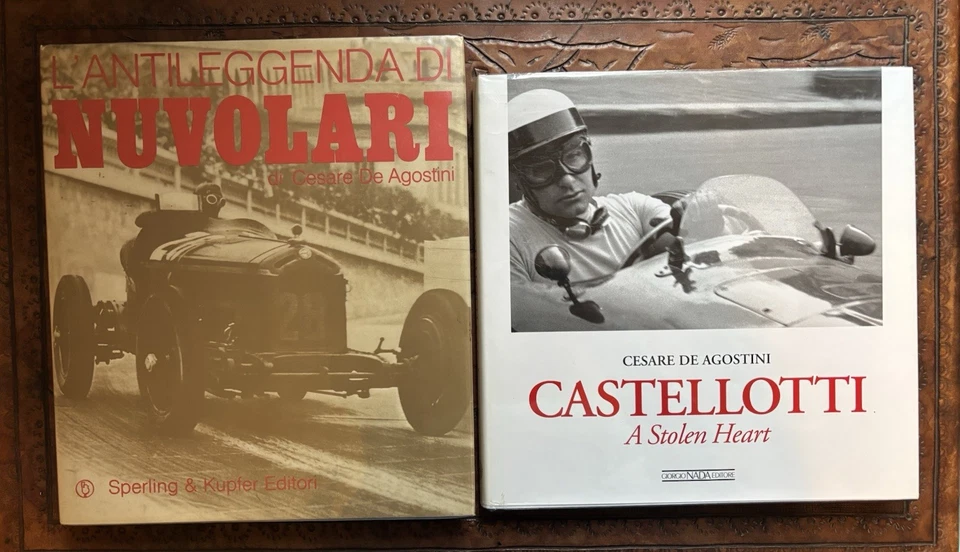 L'ANTILEGGENDA DI
NUVOLARI
di Cesare De Agostini
Sperling & Kupfer Editori
CESARE DE AGOSTINI
CASTELLOTTI
A Stolen Heart
GIORGIO NADA EDITORE